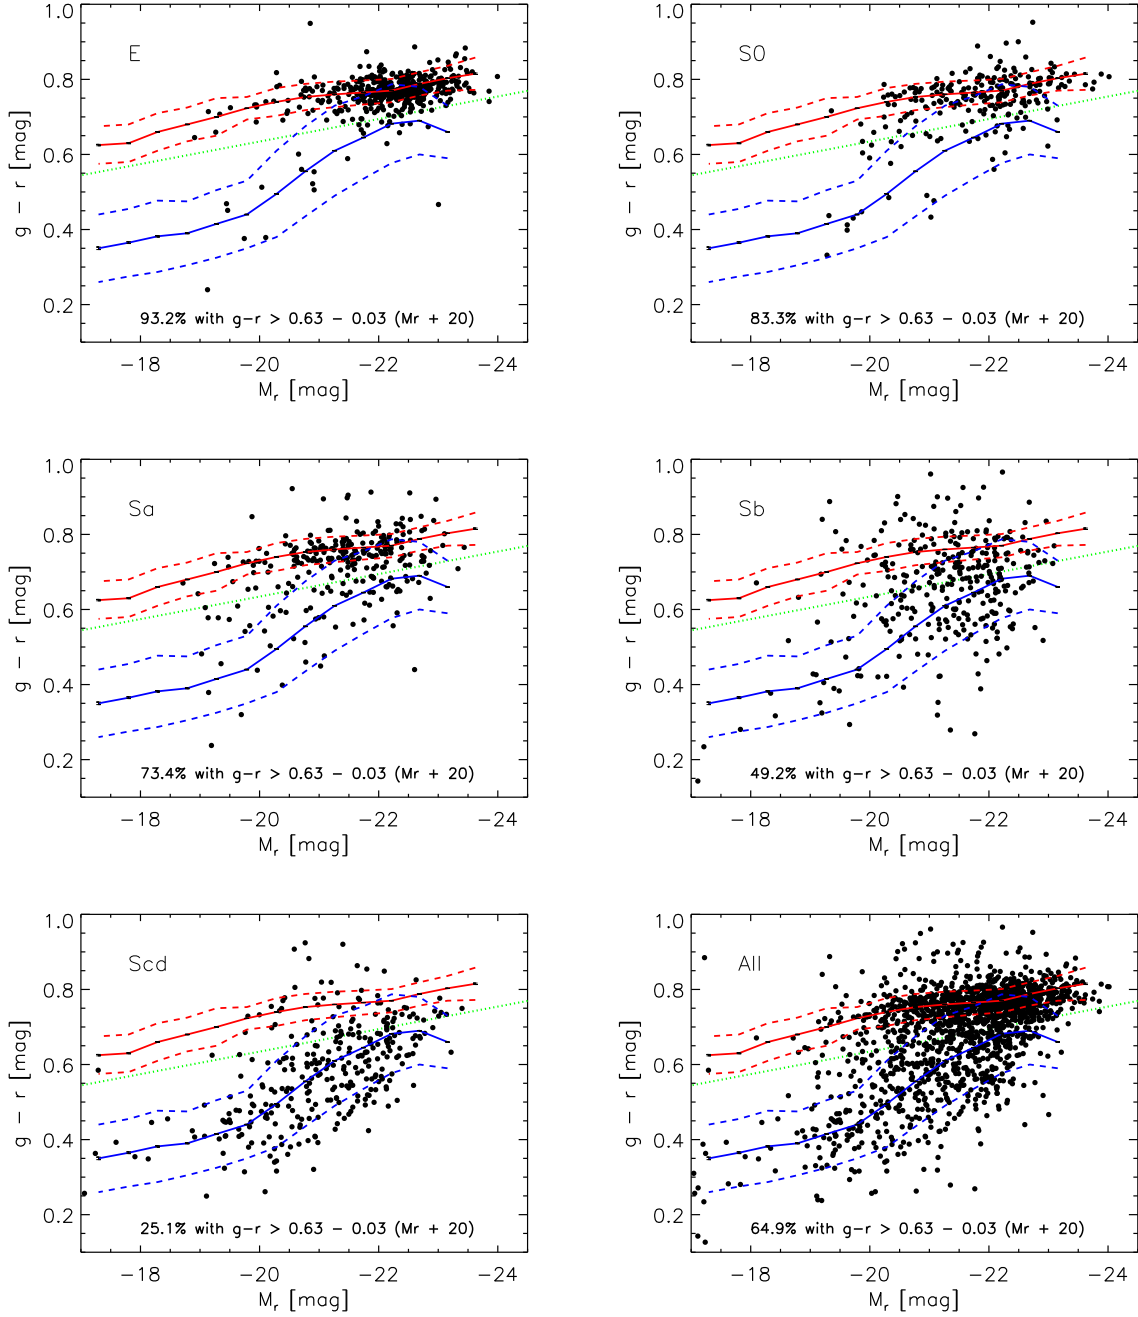 1.0
0.8
0.6
0.4
0.2
g − r [mag]
E
93.2% with g−r > 0.63 − 0.03 (Mr + 20)
−18 −20 −22 −24
Mr [mag]
1.0
0.8
0.6
0.4
0.2
g − r [mag]
S0
83.3% with g−r > 0.63 − 0.03 (Mr + 20)
−18 −20 −22 −24
Mr [mag]
1.0
0.8
0.6
0.4
0.2
g − r [mag]
Sa
73.4% with g−r > 0.63 − 0.03 (Mr + 20)
−18 −20 −22 −24
Mr [mag]
1.0
0.8
0.6
0.4
0.2
g − r [mag]
Sb
49.2% with g−r > 0.63 − 0.03 (Mr + 20)
−18 −20 −22 −24
Mr [mag]
1.0
0.8
0.6
0.4
0.2
g − r [mag]
Scd
25.1% with g−r > 0.63 − 0.03 (Mr + 20)
−18 −20 −22 −24
Mr [mag]
1.0
0.8
0.6
0.4
0.2
g − r [mag]
All
64.9% with g−r > 0.63 − 0.03 (Mr + 20)
−18 −20 −22 −24
Mr [mag]